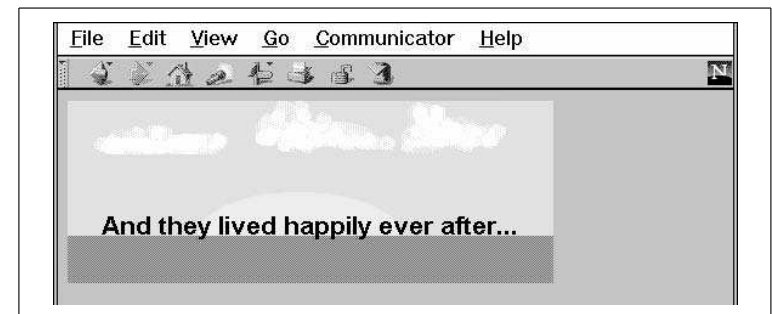 File Edit View Go Communicator Help
N
And they lived happily ever after...